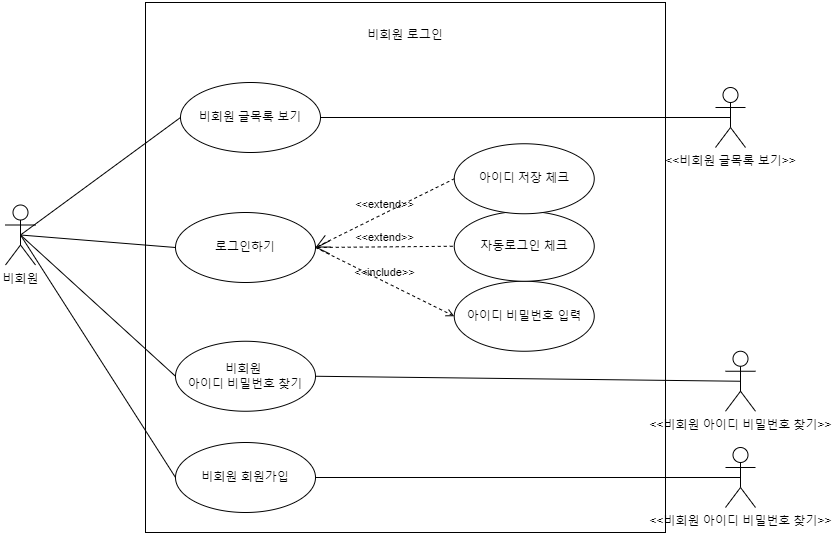 비회원 로그인
비회원 글목록 보기
<<비회원 글목록 보기>>
아이디 저장 체크
<<extend>>
비회원
로그인하기
<<extend>>
자동로그인 체크
<<include>>
아이디 비밀번호 입력
비회원
아이디 비밀번호 찾기
<<비회원 아이디 비밀번호 찾기>>
비회원 회원가입
<<비회원 아이디 비밀번호 찾기>>